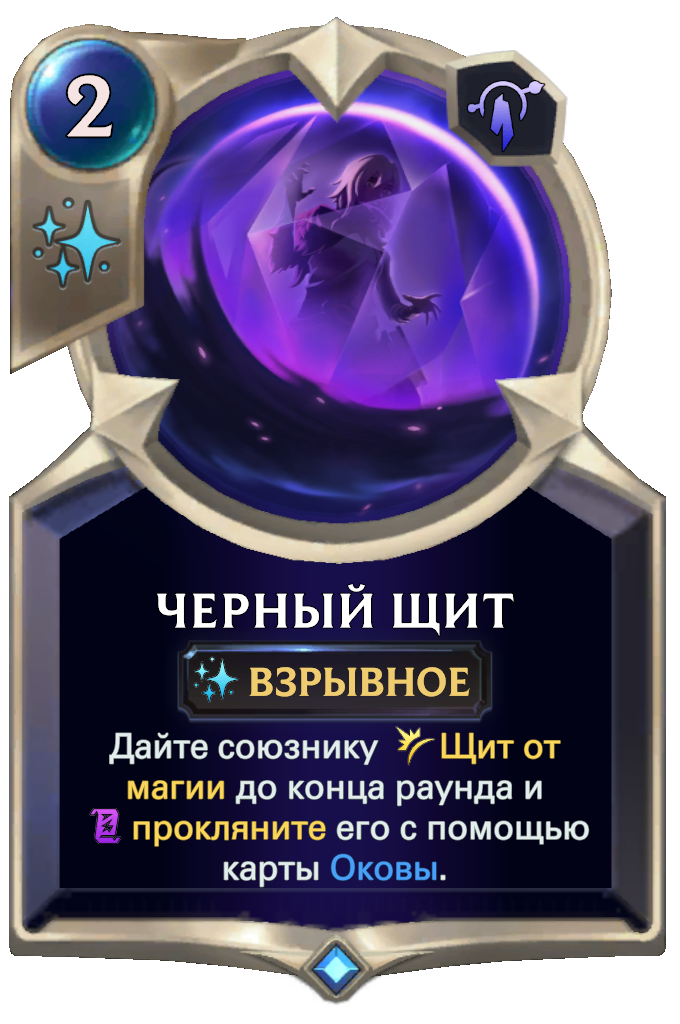 2
ЧЕРНЫЙ ЩИТ
ВЗРЫВНОЕ
Дайте союзнику Щит от
магии до конца раунда и
прокляните его с помощью
карты Оковы.